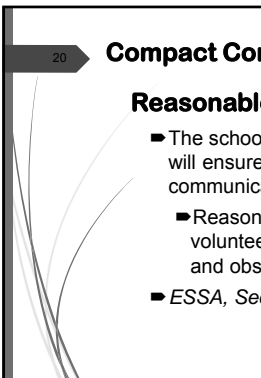 20
Compact Co
Reasonabl
The schoo
will ensure
communica
Reason
voluntee
and obs
ESSA, Se